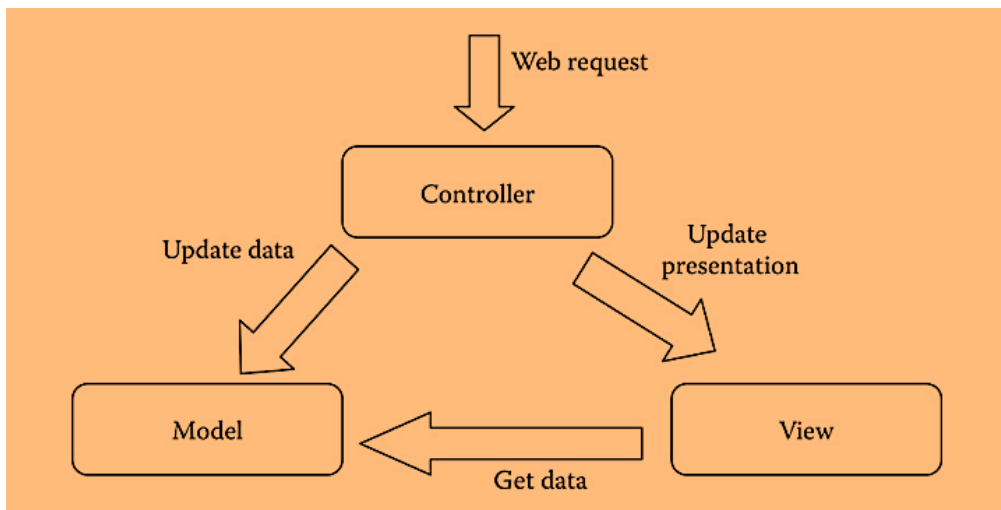 Web request
Controller
Update data
Update
presentation
Model
View
Get data